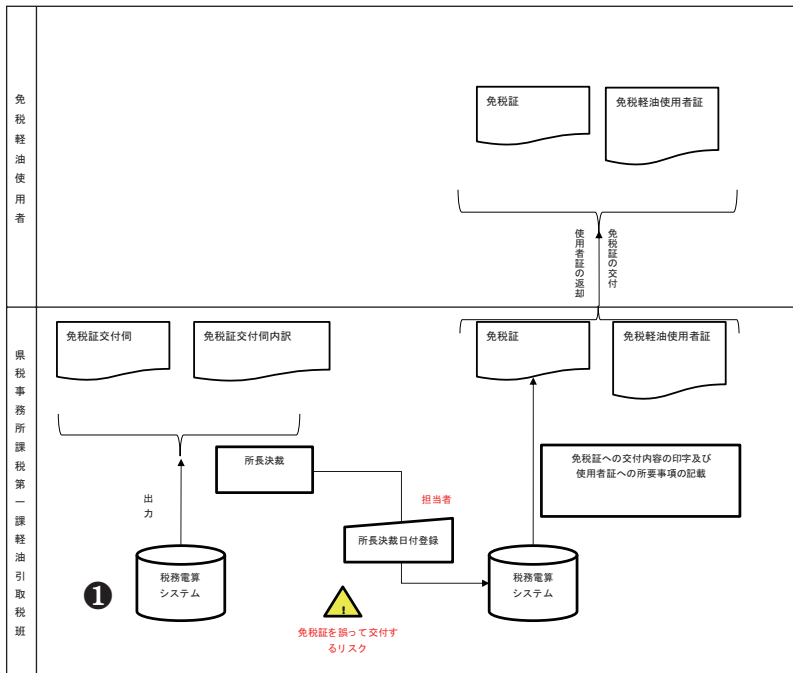 免税軽油使用者
免税証
免税軽油使用者証
使用者証の返却
免税証の交付
県税事務所課税第一課軽油引取税班
免税証交付伺
免税証交付伺内訳
免税証
免税軽油使用者証
所長決裁
免税証への交付内容の印字及び
使用者証への所要事項の記載
出力
担当者
所長決裁日付登録
❶
税務電算
システム
税務電算
システム
!
免税証を誤って交付す
るリスク